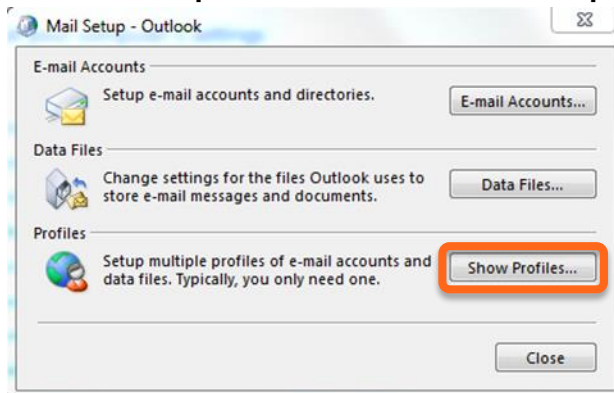 Mail Setup - Outlook
E-mail Accounts
Setup e-mail accounts and directories.
E-mail Accounts...
Data Files
Change settings for the files Outlook uses to
store e-mail messages and documents.
Data Files...
Profiles
Setup multiple profiles of e-mail accounts and
data files. Typically, you only need one.
Show Profiles...
Close